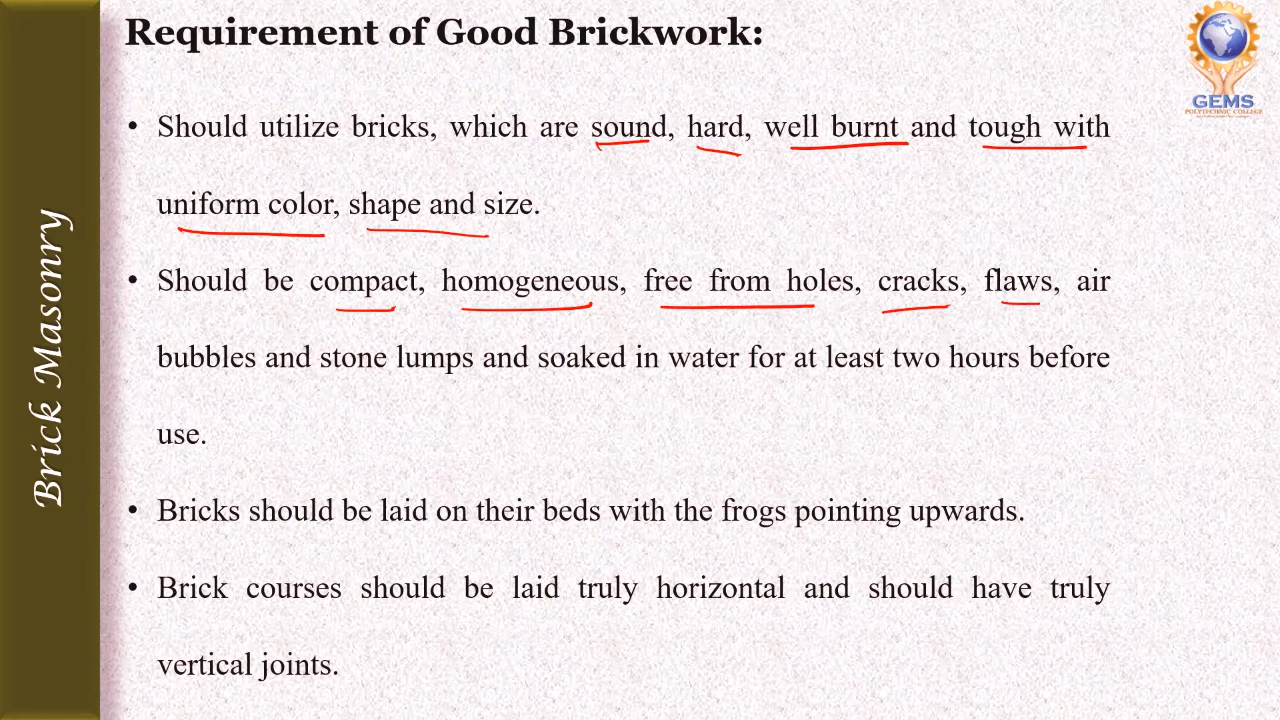 Requirement of Good Brickwork:
GEMS
POLYTECHNIC COLLEGE
• Should utilize bricks, which are sound, hard, well burnt and tough with
uniform color, shape and size.
• Should be compact, homogeneous, free from holes, cracks, flaws, air
bubbles and stone lumps and soaked in water for at least two hours before
use.
• Bricks should be laid on their beds with the frogs pointing upwards.
• Brick courses should be laid truly horizontal and should have truly
vertical joints.
Brick Masonry